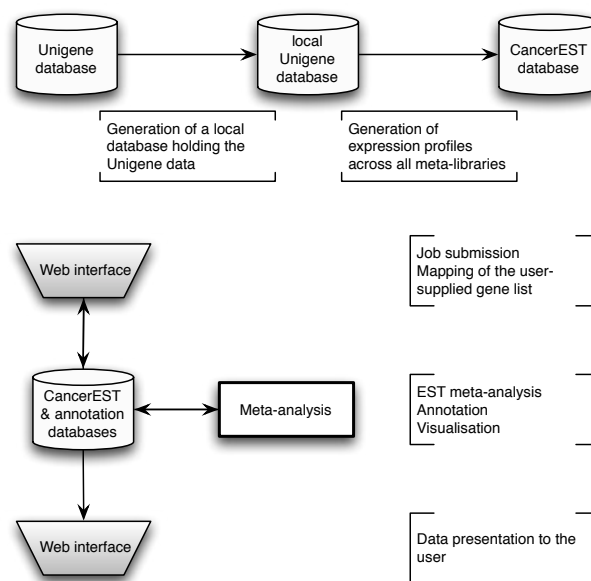 Unigene
database
local
Unigene
database
CancerEST
database
Generation of a local
database holding the
Unigene data
Generation of
expression profiles
across all meta-libraries
Web interface
Job submission
Mapping of the user-
supplied gene list
CancerEST
& annotation
databases
Meta-analysis
EST meta-analysis
Annotation
Visualisation
Web interface
Data presentation to the
user